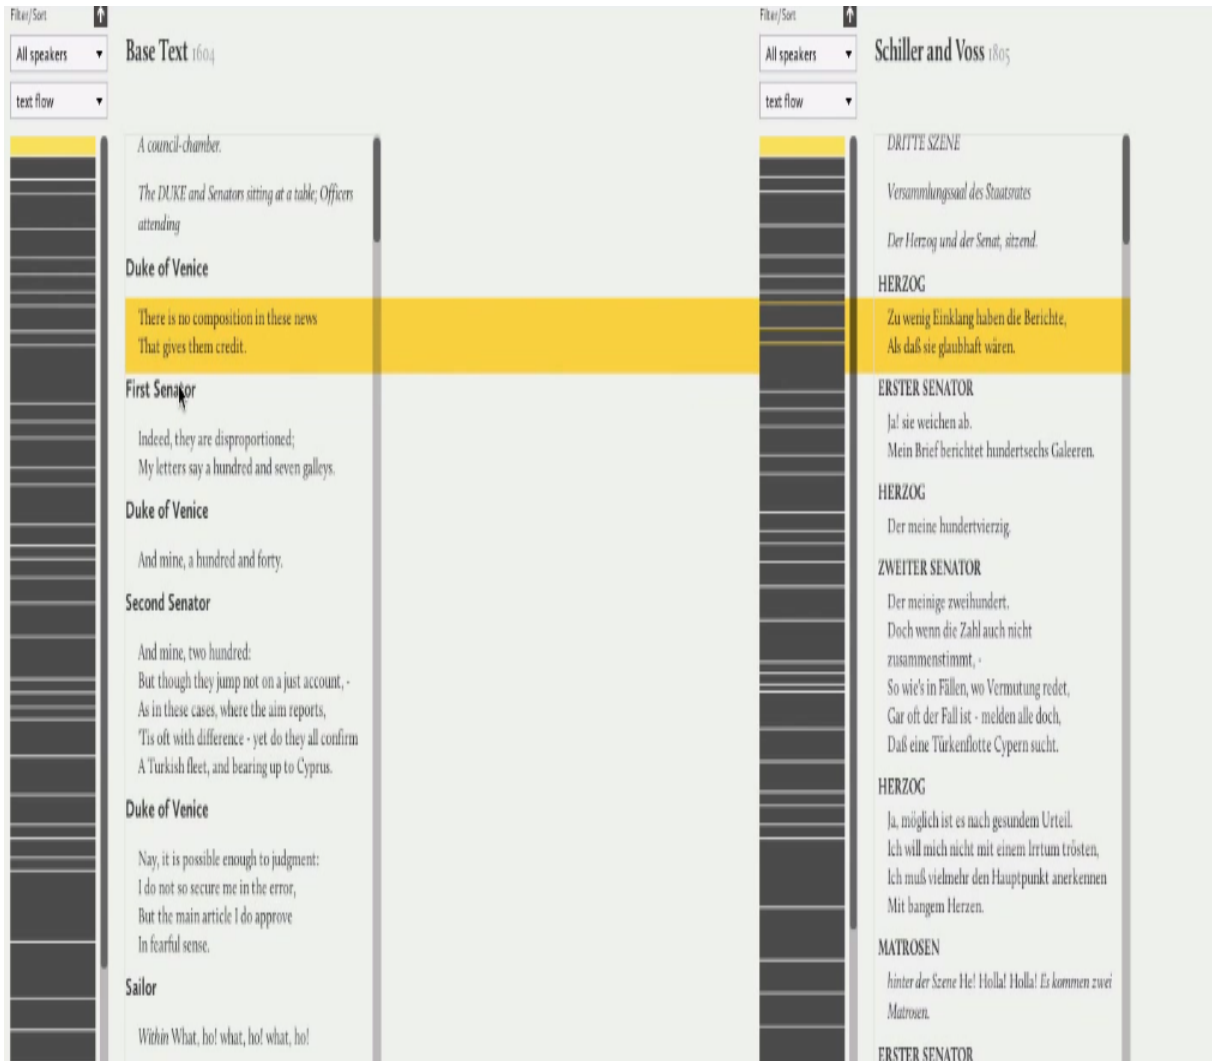 Filter/Sort
All speakers
text flow
Base Text 1604
A council-chamber.
The DUKE and Senators sitting at a table; Officers
attending
Duke of Venice
There is no composition in these news
That gives them credit.
First Senator
Indeed, they are disproportioned;
My letters say a hundred and seven galleys.
Duke of Venice
And mine, a hundred and forty.
Second Senator
And mine, two hundred:
But though they jump not on a just account, -
As in these cases, where the aim reports,
'Tis oft with difference - yet do they all confirm
A Turkish fleet, and bearing up to Cyprus.
Duke of Venice
Nay, it is possible enough to judgment:
I do not so secure me in the error,
But the main article I do approve
In fearful sense.
Sailor
Within What, ho! what, ho! what, ho!
Filter/Sort
All speakers
text flow
Schiller and Voss 1805
DRITTE SZENE
Versammlungssaal des Staatsrates
Der Herzog und der Senat, sitzend.
HERZOG
Zu wenig Einklang haben die Berichte,
Als daß sie glaubhaft wären.
ERSTER SENATOR
Ja! sie weichen ab.
Mein Brief berichtet hundertsechs Galeeren.
HERZOG
Der meine hundertvierzig.
ZWEITER SENATOR
Der meinige zweihundert.
Doch wenn die Zahl auch nicht
zusammenstimmt, -
So wie's in Fällen, wo Vermutung redet,
Gar oft der Fall ist - melden alle doch,
Daß eine Türkenflotte Cypern sucht.
HERZOG
Ja, möglich ist es nach gesundem Urteil.
Ich will mich nicht mit einem Irrtum trösten,
Ich muß vielmehr den Hauptpunkt anerkennen
Mit bangem Herzen.
MATROSEN
hinter der Szene He! Holla! Holla! Es kommen zwei
Matrosen.
ERSTER SENATOR